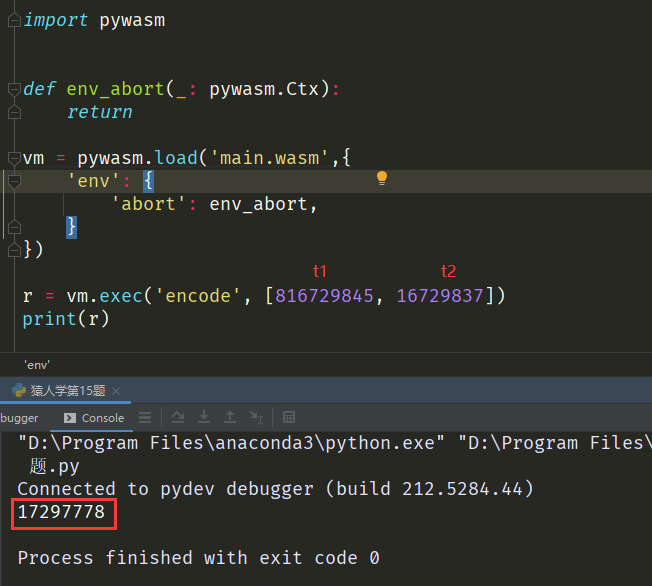 import pywasm
def env_abort(_: pywasm.Ctx):
return
vm = pywasm.load('main.wasm',{
'env': {
'abort': env_abort,
}
})
t1 t2
r = vm.exec('encode', [816729845, 16729837])
print(r)
'env'
猿人学第15题
bugger Console
"D:\Program Files\anaconda3\python.exe" "D:\Program Files\
题.py
Connected to pydev debugger (build 212.5284.44)
17297778
Process finished with exit code 0